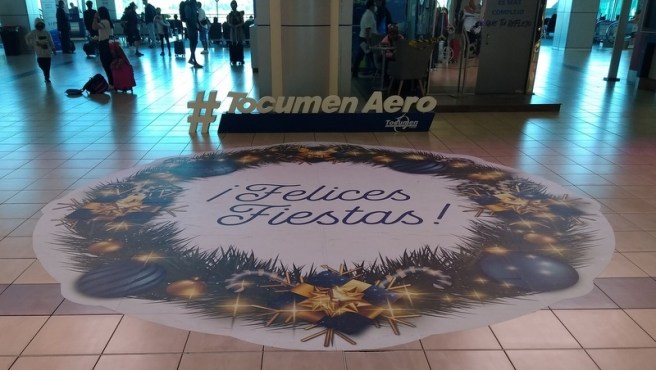 #Tocumen Aero
Tocumen
¡Felices
Fiestas!